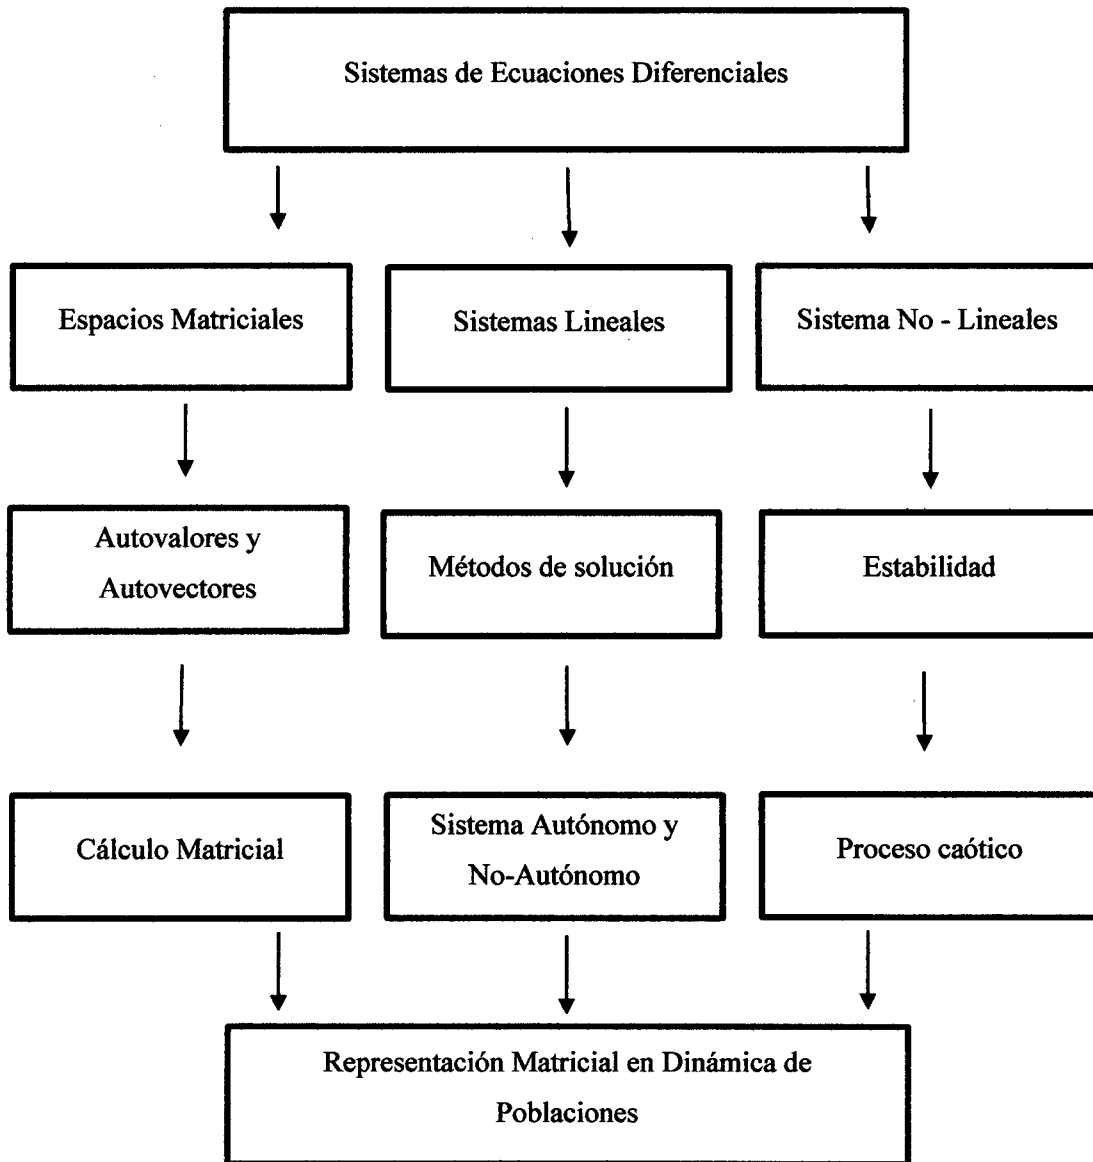 Sistemas de Ecuaciones Diferenciales
Espacios Matriciales
Sistemas Lineales
Sistema No - Lineales
Autovalores y
Autovectores
Métodos de solución
Estabilidad
Cálculo Matricial
Sistema Autónomo y
No-Autónomo
Proceso caótico
Representación Matricial en Dinámica de
Poblaciones